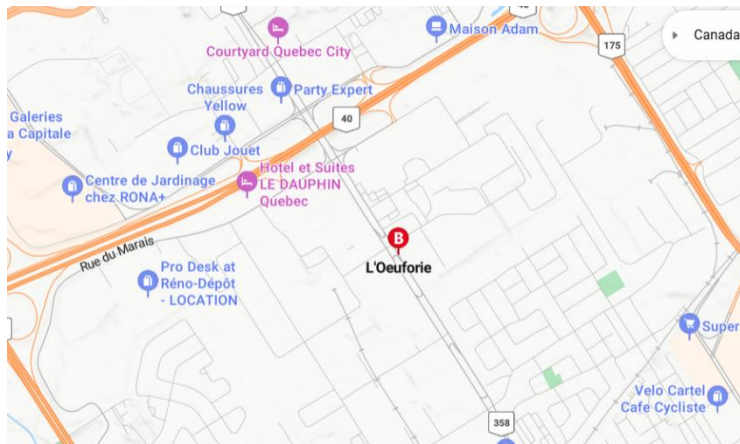 40
Maison Adam
Courtyard Quebec City
175
Canada
Chaussures
Yellow
Party Expert
Galeries
a Capitale
y
40
Club Jouet
Hotel et Suites
LE DAUPHIN
Quebec
Centre de Jardinage
chez RONA+
Rue du Marais
B
L'Oeuforie
Pro Desk at
Réno-Dépôt
- LOCATION
Super
Velo Cartel
Cafe Cycliste
358